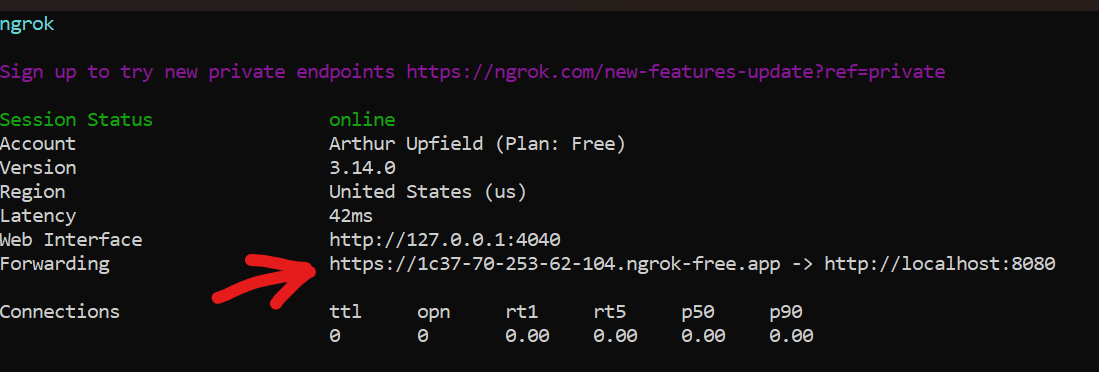 ngrok
Sign up to try new private endpoints https://ngrok.com/new-features-update?ref=private
Session Status online
Account Arthur Upfield (Plan: Free)
Version 3.14.0
Region United States (us)
Latency 42ms
Web Interface http://127.0.0.1:4040
Forwarding https://1c37-70-253-62-104.ngrok-free.app -> http://localhost:8080
Connections ttl opn rt1 rt5 p50 p90
0 0 0.00 0.00 0.00 0.00